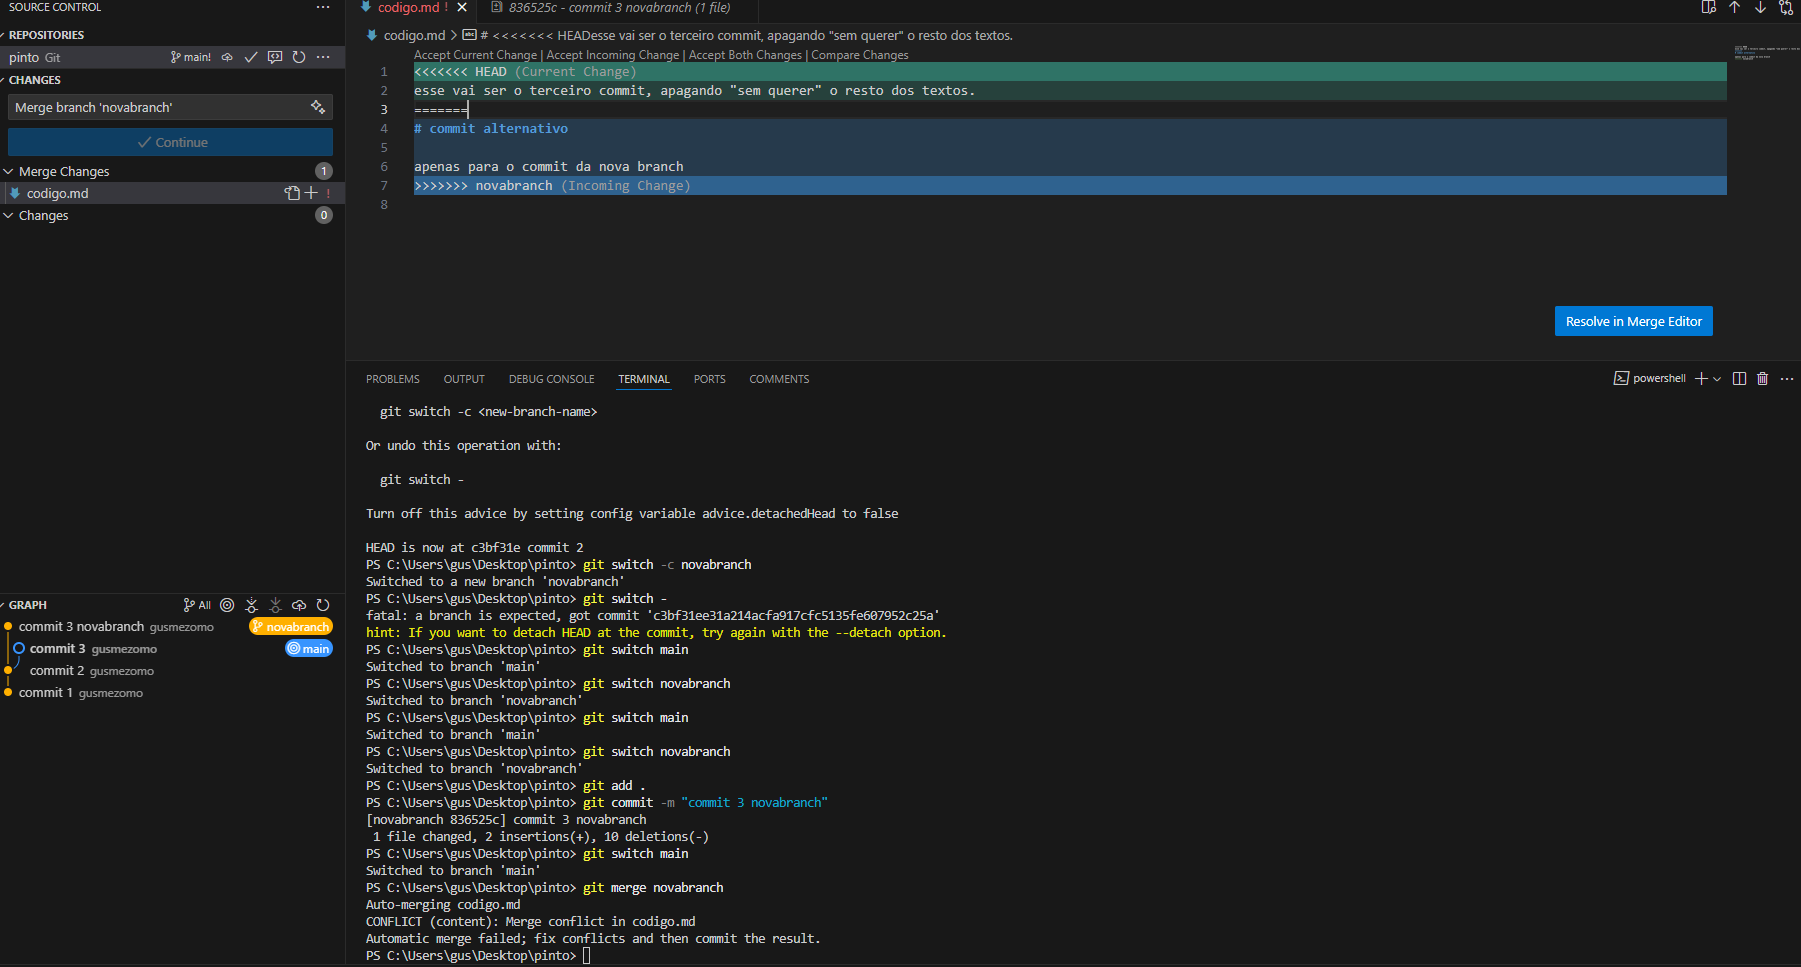 SOURCE CONTROL
REPOSITORIES
pinto Git main!
CHANGES
Merge branch 'novabranch'
Continue
Merge Changes 1
codigo.md !
Changes 0
GRAPH All
commit 3 novabranch gusmezomo novabranch
commit 3 gusmezomo main
commit 2 gusmezomo
commit 1 gusmezomo
codigo.md ! 836525c - commit 3 novabranch (1 file)
codigo.md > # <<<<<<< HEADesse vai ser o terceiro commit, apagando "sem querer" o resto dos textos.
Accept Current Change | Accept Incoming Change | Accept Both Changes | Compare Changes
1 <<<<<<< HEAD (Current Change)
2 esse vai ser o terceiro commit, apagando "sem querer" o resto dos textos.
3 =======
4 # commit alternativo
5
6 apenas para o commit da nova branch
7 >>>>>>> novabranch (Incoming Change)
8
Resolve in Merge Editor
PROBLEMS OUTPUT DEBUG CONSOLE TERMINAL PORTS COMMENTS powershell
git switch -c <new-branch-name>
Or undo this operation with:
git switch -
Turn off this advice by setting config variable advice.detachedHead to false
HEAD is now at c3bf31e commit 2
PS C:\Users\gus\Desktop\pinto> git switch -c novabranch
Switched to a new branch 'novabranch'
PS C:\Users\gus\Desktop\pinto> git switch -
fatal: a branch is expected, got commit 'c3bf31ee31a214acfa917cfc5135fe607952c25a'
hint: If you want to detach HEAD at the commit, try again with the --detach option.
PS C:\Users\gus\Desktop\pinto> git switch main
Switched to branch 'main'
PS C:\Users\gus\Desktop\pinto> git switch novabranch
Switched to branch 'novabranch'
PS C:\Users\gus\Desktop\pinto> git switch main
Switched to branch 'main'
PS C:\Users\gus\Desktop\pinto> git switch novabranch
Switched to branch 'novabranch'
PS C:\Users\gus\Desktop\pinto> git add .
PS C:\Users\gus\Desktop\pinto> git commit -m "commit 3 novabranch"
[novabranch 836525c] commit 3 novabranch
1 file changed, 2 insertions(+), 10 deletions(-)
PS C:\Users\gus\Desktop\pinto> git switch main
Switched to branch 'main'
PS C:\Users\gus\Desktop\pinto> git merge novabranch
Auto-merging codigo.md
CONFLICT (content): Merge conflict in codigo.md
Automatic merge failed; fix conflicts and then commit the result.
PS C:\Users\gus\Desktop\pinto>